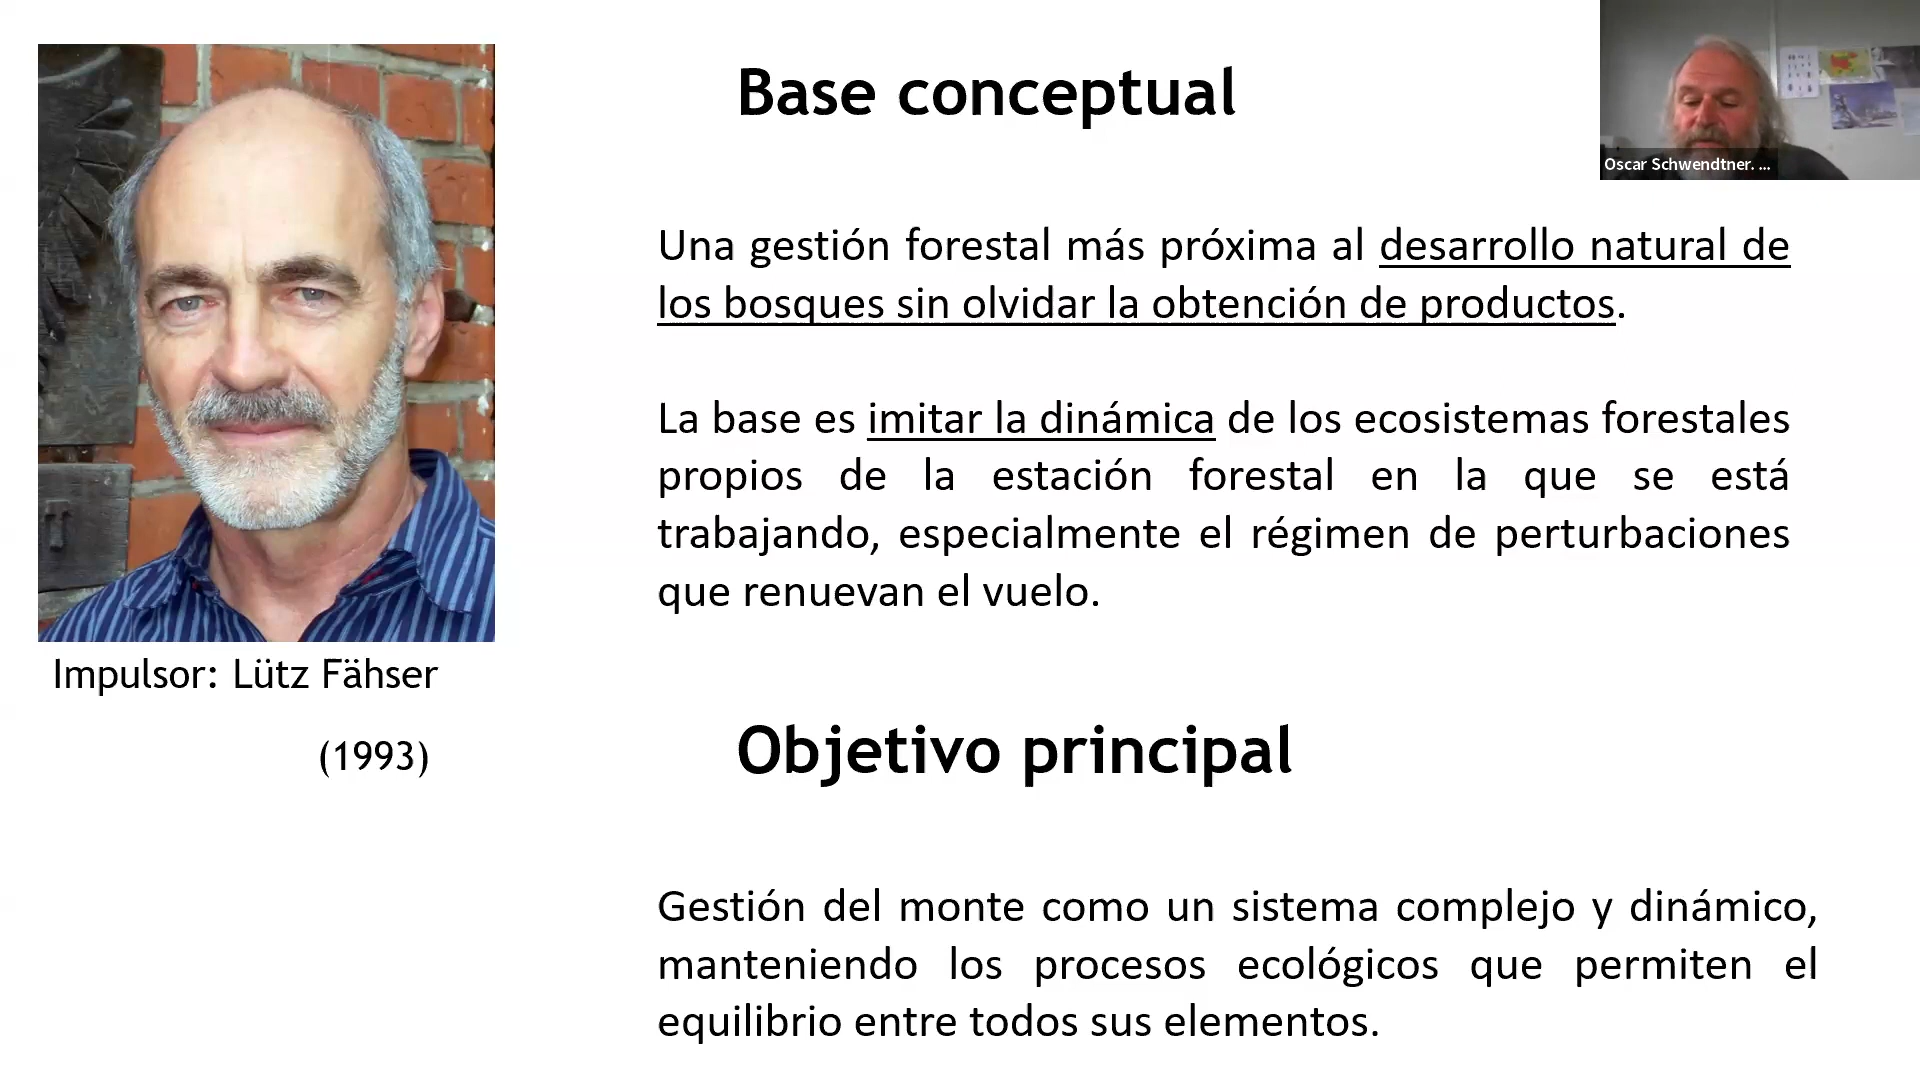 Base conceptual
Oscar Schwendtner. ...
Una gestión forestal más próxima al desarrollo natural de
los bosques sin olvidar la obtención de productos.
La base es imitar la dinámica de los ecosistemas forestales
propios de la estación forestal en la que se está
trabajando, especialmente el régimen de perturbaciones
que renuevan el vuelo.
Impulsor: Lütz Fähser
(1993)
Objetivo principal
Gestión del monte como un sistema complejo y dinámico,
manteniendo los procesos ecológicos que permiten el
equilibrio entre todos sus elementos.